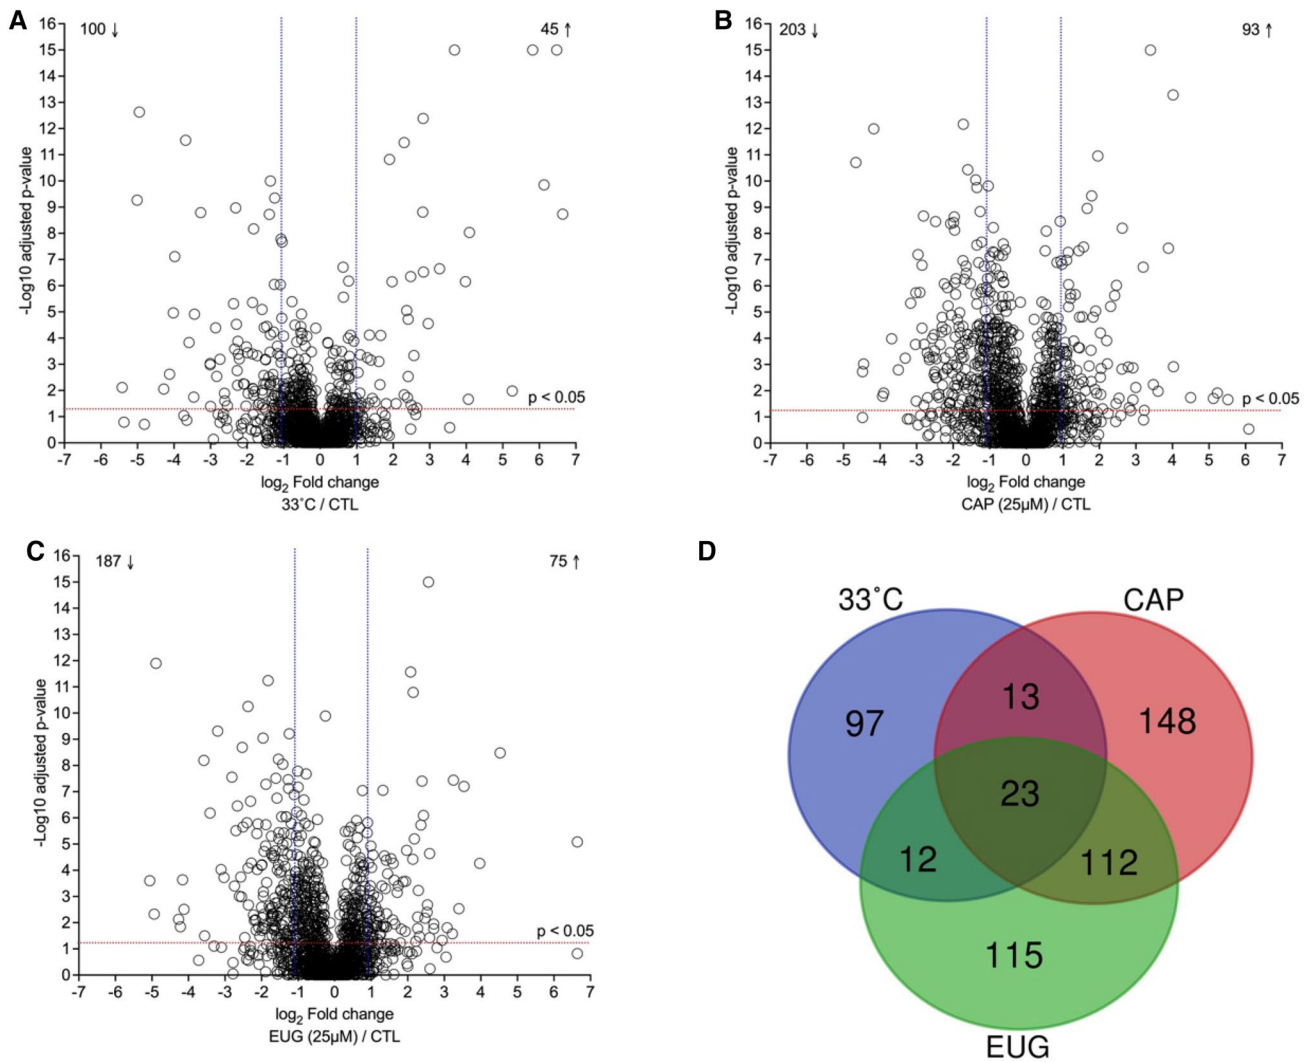 A
100 ↓
45 ↑
16
15
14
13
12
11
10
9
8
7
6
5
4
3
2
1
0
-Log10 adjusted p-value
p < 0.05
-7 -6 -5 -4 -3 -2 -1 0 1 2 3 4 5 6 7
log2 Fold change
33˚C / CTL
B
203 ↓
93 ↑
16
15
14
13
12
11
10
9
8
7
6
5
4
3
2
1
0
-Log10 adjusted p-value
p < 0.05
-7 -6 -5 -4 -3 -2 -1 0 1 2 3 4 5 6 7
log2 Fold change
CAP (25µM) / CTL
C
187 ↓
75 ↑
16
15
14
13
12
11
10
9
8
7
6
5
4
3
2
1
0
-Log10 adjusted p-value
p < 0.05
-7 -6 -5 -4 -3 -2 -1 0 1 2 3 4 5 6 7
log2 Fold change
EUG (25µM) / CTL
D
33˚C
CAP
13
97
148
23
12
112
115
EUG